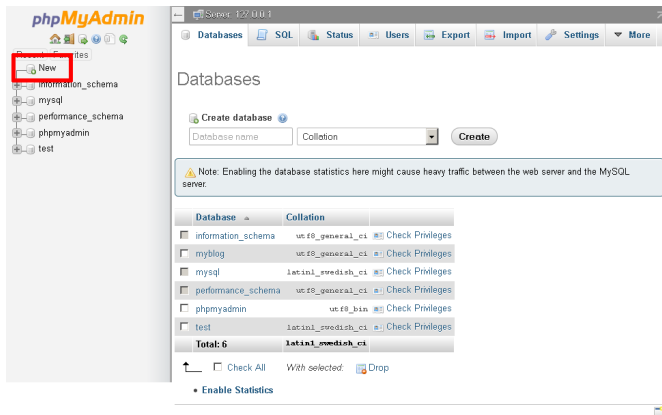 phpMyAdmin
Recent Favorites
New
information_schema
mysql
performance_schema
phpmyadmin
test
Server: 127.0.0.1
Databases SQL Status Users Export Import Settings More
Databases
Create database
Database name Collation Create
Note: Enabling the database statistics here might cause heavy traffic between the web server and the MySQL
server.
Database Collation
information_schema utf8_general_ci Check Privileges
myblog utf8_general_ci Check Privileges
mysql latin1_swedish_ci Check Privileges
performance_schema utf8_general_ci Check Privileges
phpmyadmin utf8_bin Check Privileges
test latin1_swedish_ci Check Privileges
Total: 6 latin1_swedish_ci
Check All With selected: Drop
Enable Statistics